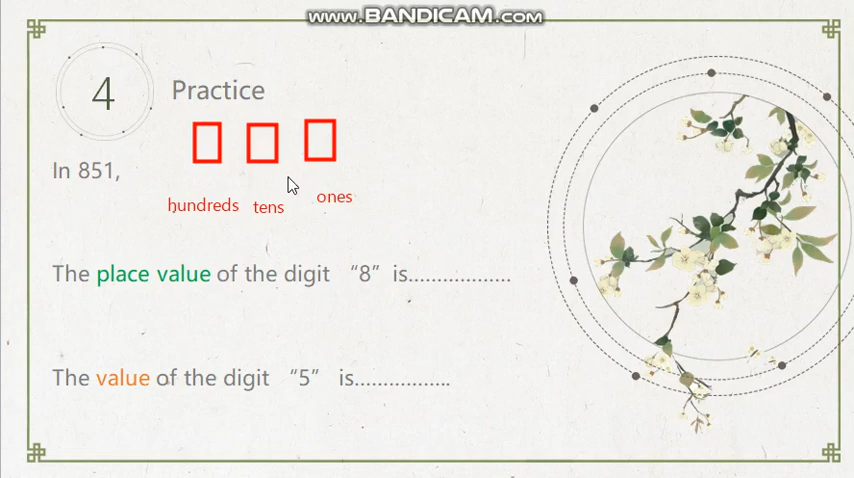 www.BANDICAM.com
4
Practice
In 851,
hundreds tens ones
The place value of the digit “8” is..................
The value of the digit “5” is.................